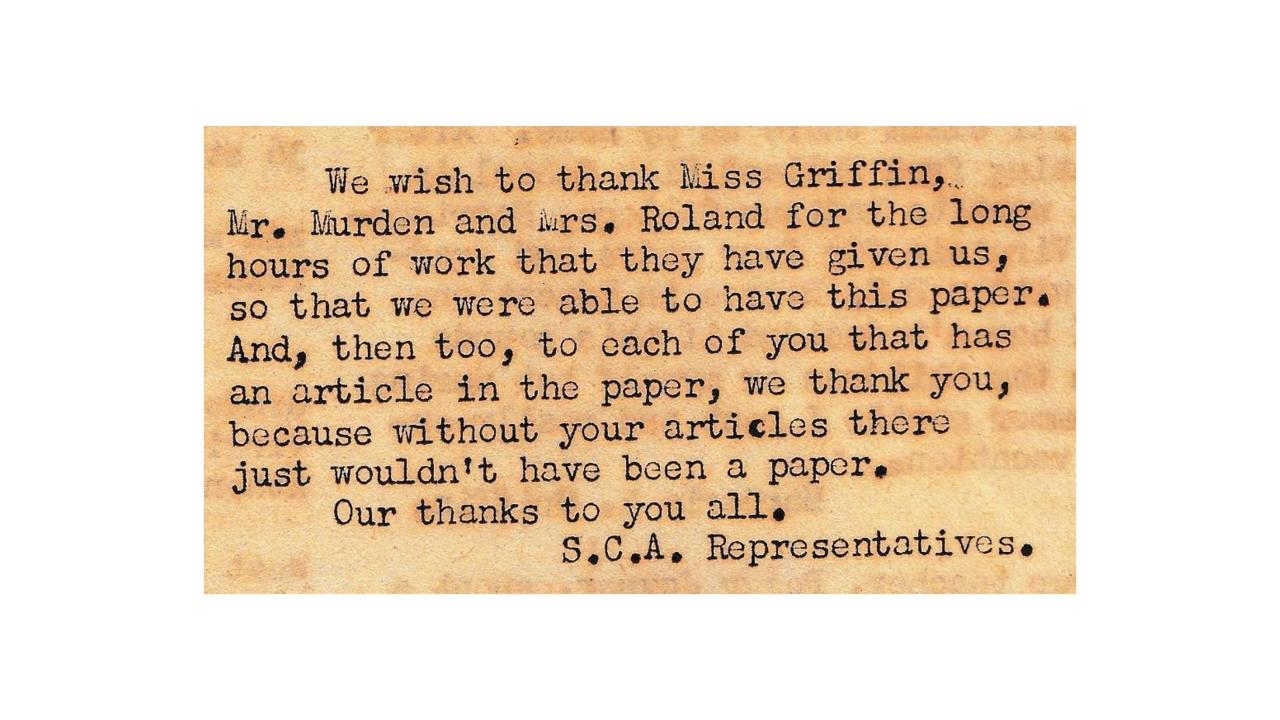 We wish to thank Miss Griffin,
Mr. Murden and Mrs. Roland for the long
hours of work that they have given us,
so that we were able to have this paper.
And, then too, to each of you that has
an article in the paper, we thank you,
because without your articles there
just wouldn't have been a paper.
Our thanks to you all.
S.C.A. Representatives.